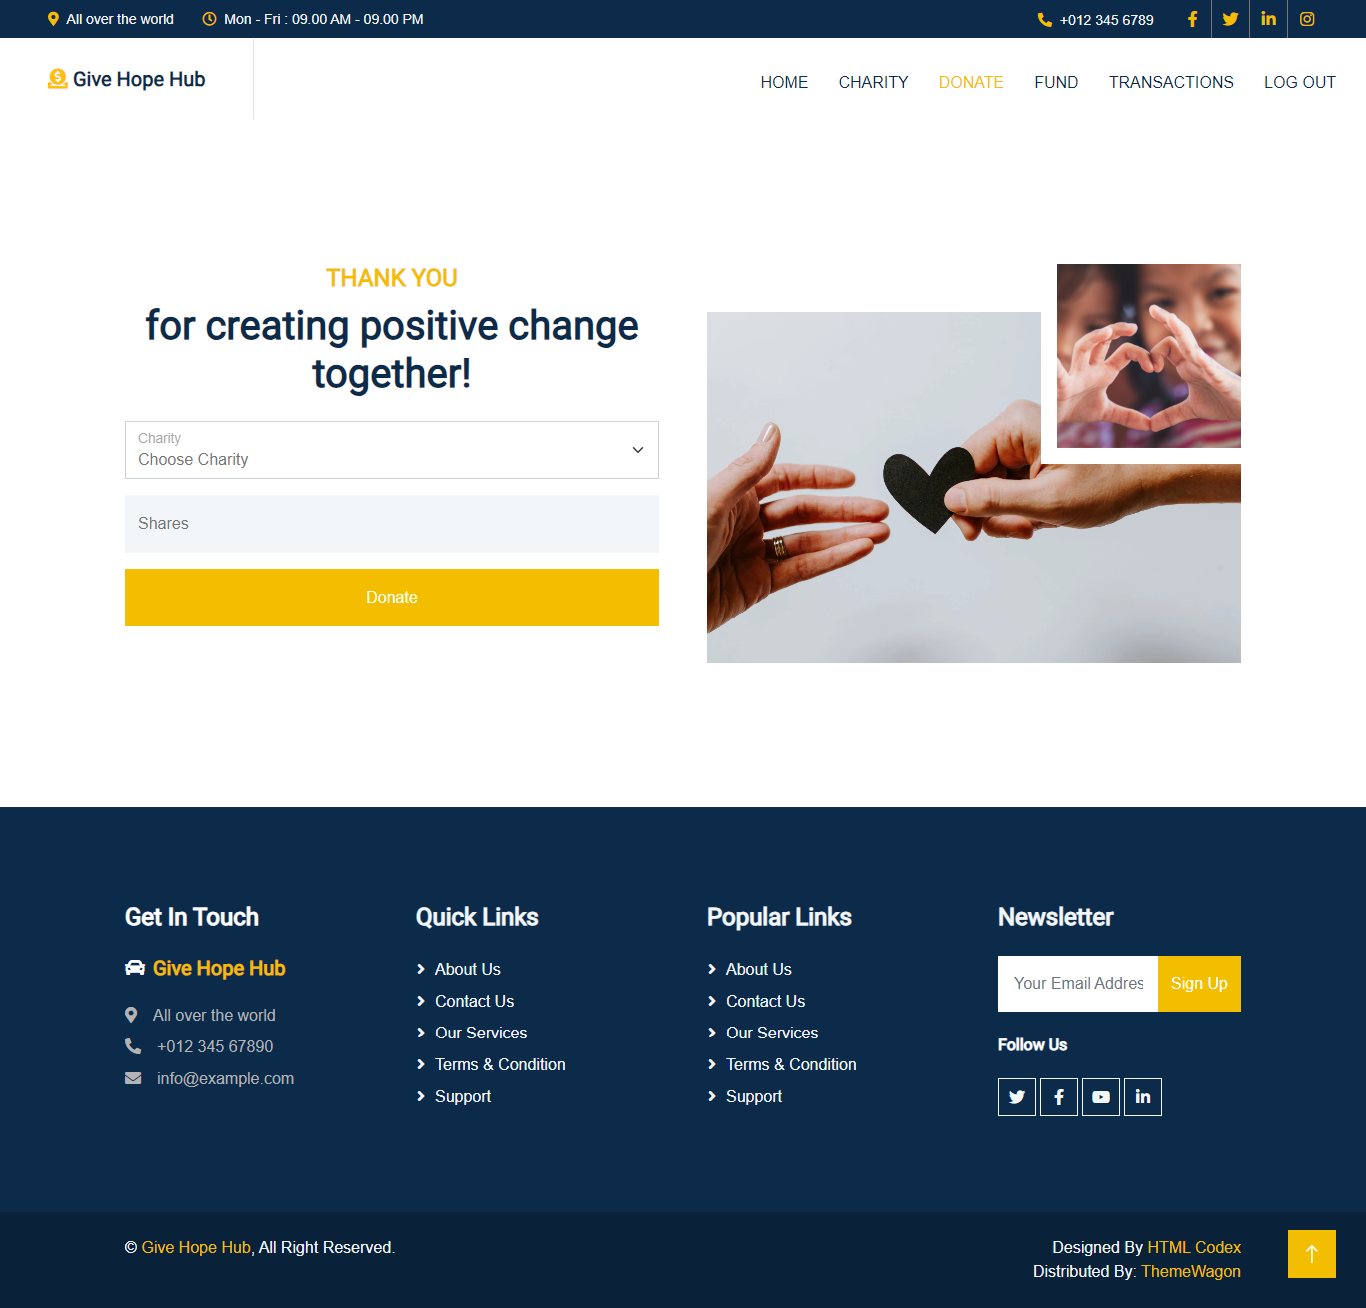 All over the world
Mon - Fri : 09.00 AM - 09.00 PM
+012 345 6789
Give Hope Hub
HOME
CHARITY
DONATE
FUND
TRANSACTIONS
LOG OUT
THANK YOU
for creating positive change
together!
Charity
Choose Charity
Shares
Donate
Get In Touch
Give Hope Hub
All over the world
+012 345 67890
info@example.com
Quick Links
About Us
Contact Us
Our Services
Terms & Condition
Support
Popular Links
About Us
Contact Us
Our Services
Terms & Condition
Support
Newsletter
Your Email Addres
Sign Up
Follow Us
© Give Hope Hub, All Right Reserved.
Designed By HTML Codex
Distributed By: ThemeWagon